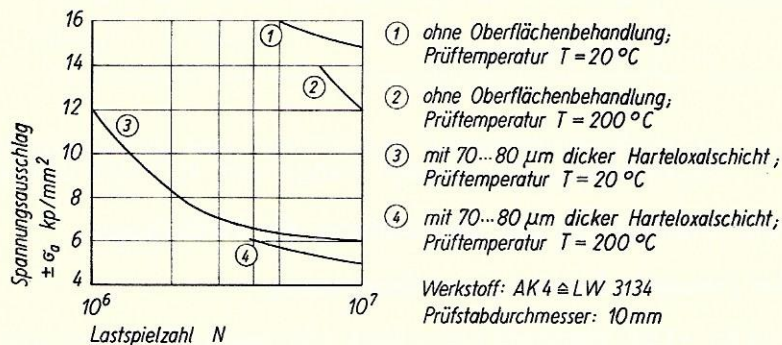 16
14
12
10
8
6
4
Spannungsausschlag
± σₐ kp/mm²
10⁶
10⁷
Lastspielzahl N
①
②
③
④
① ohne Oberflächenbehandlung;
Prüftemperatur T = 20 °C
② ohne Oberflächenbehandlung;
Prüftemperatur T = 200 °C
③ mit 70...80 µm dicker Harteloxalschicht;
Prüftemperatur T = 20 °C
④ mit 70...80 µm dicker Harteloxalschicht;
Prüftemperatur T = 200 °C
Werkstoff: AK 4 ≙ LW 3134
Prüfstabdurchmesser: 10 mm